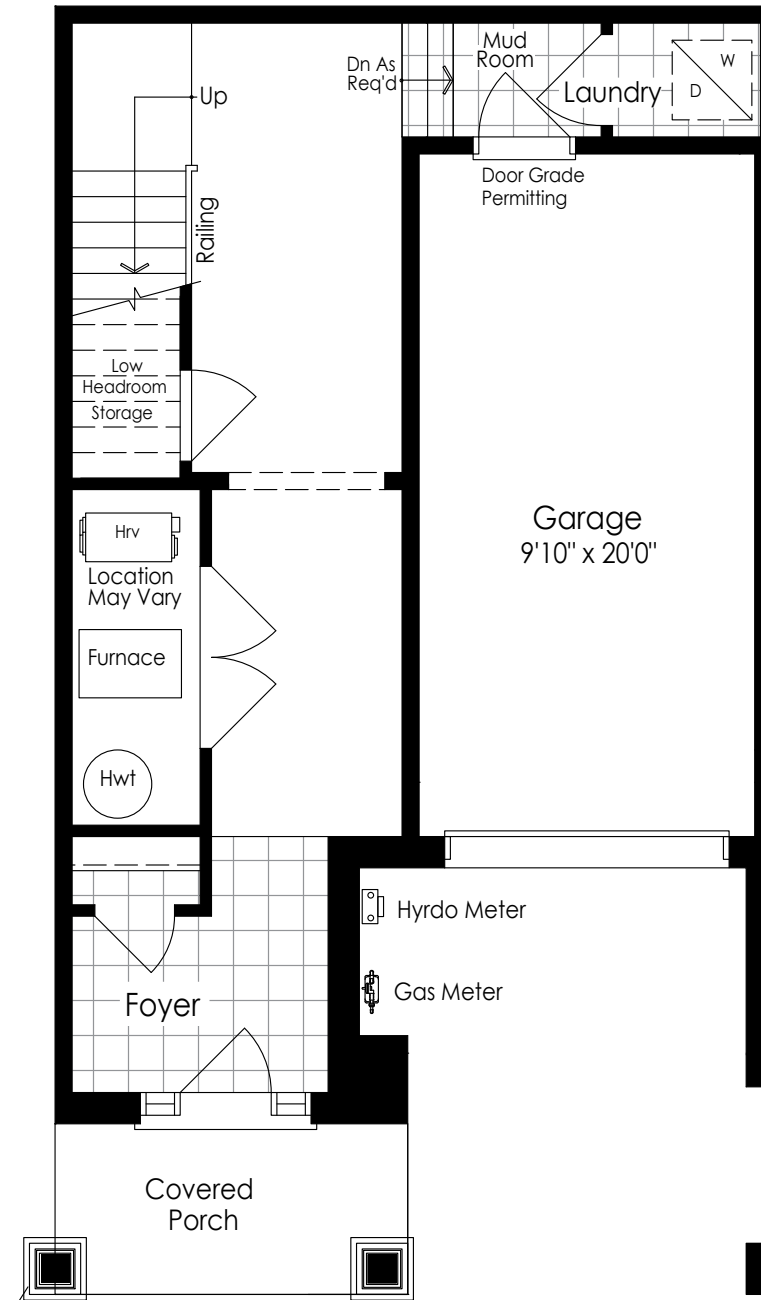 Mud
Room
Dn As
Req'd
Up
Laundry
W
D
Door Grade
Permitting
Railing
Low
Headroom
Storage
Hrv
Location
May Vary
Garage
9'10" x 20'0"
Furnace
Hwt
Hyrdo Meter
Gas Meter
Foyer
Covered
Porch